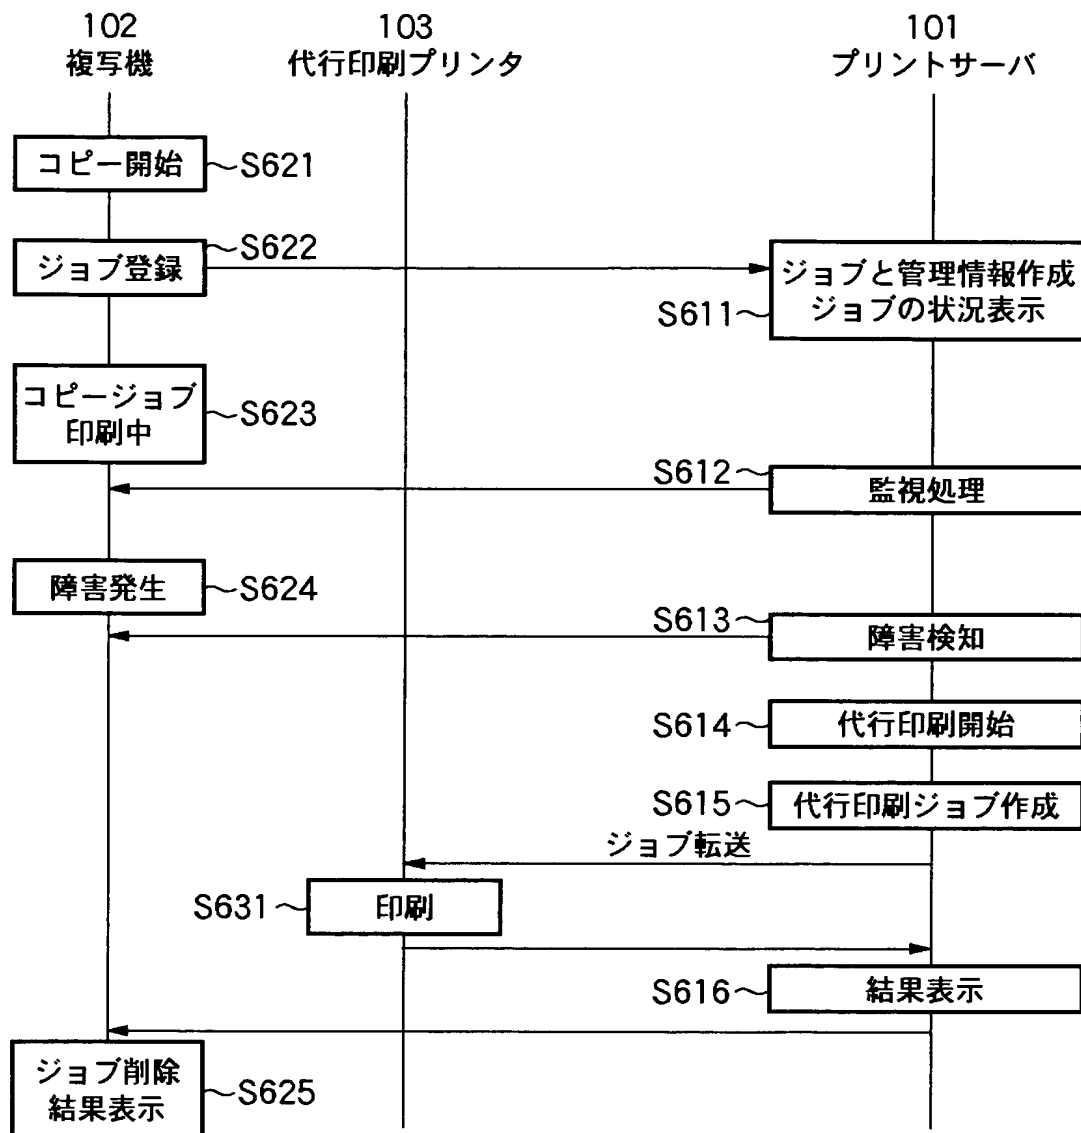 102
複写機
103
代行印刷プリンタ
101
プリントサーバ
コピー開始
S621
ジョブ登録
S622
ジョブと管理情報作成
ジョブの状況表示
S611
コピージョブ
印刷中
S623
S612
監視処理
障害発生
S624
S613
障害検知
S614
代行印刷開始
S615
代行印刷ジョブ作成
ジョブ転送
S631
印刷
S616
結果表示
ジョブ削除
結果表示
S625